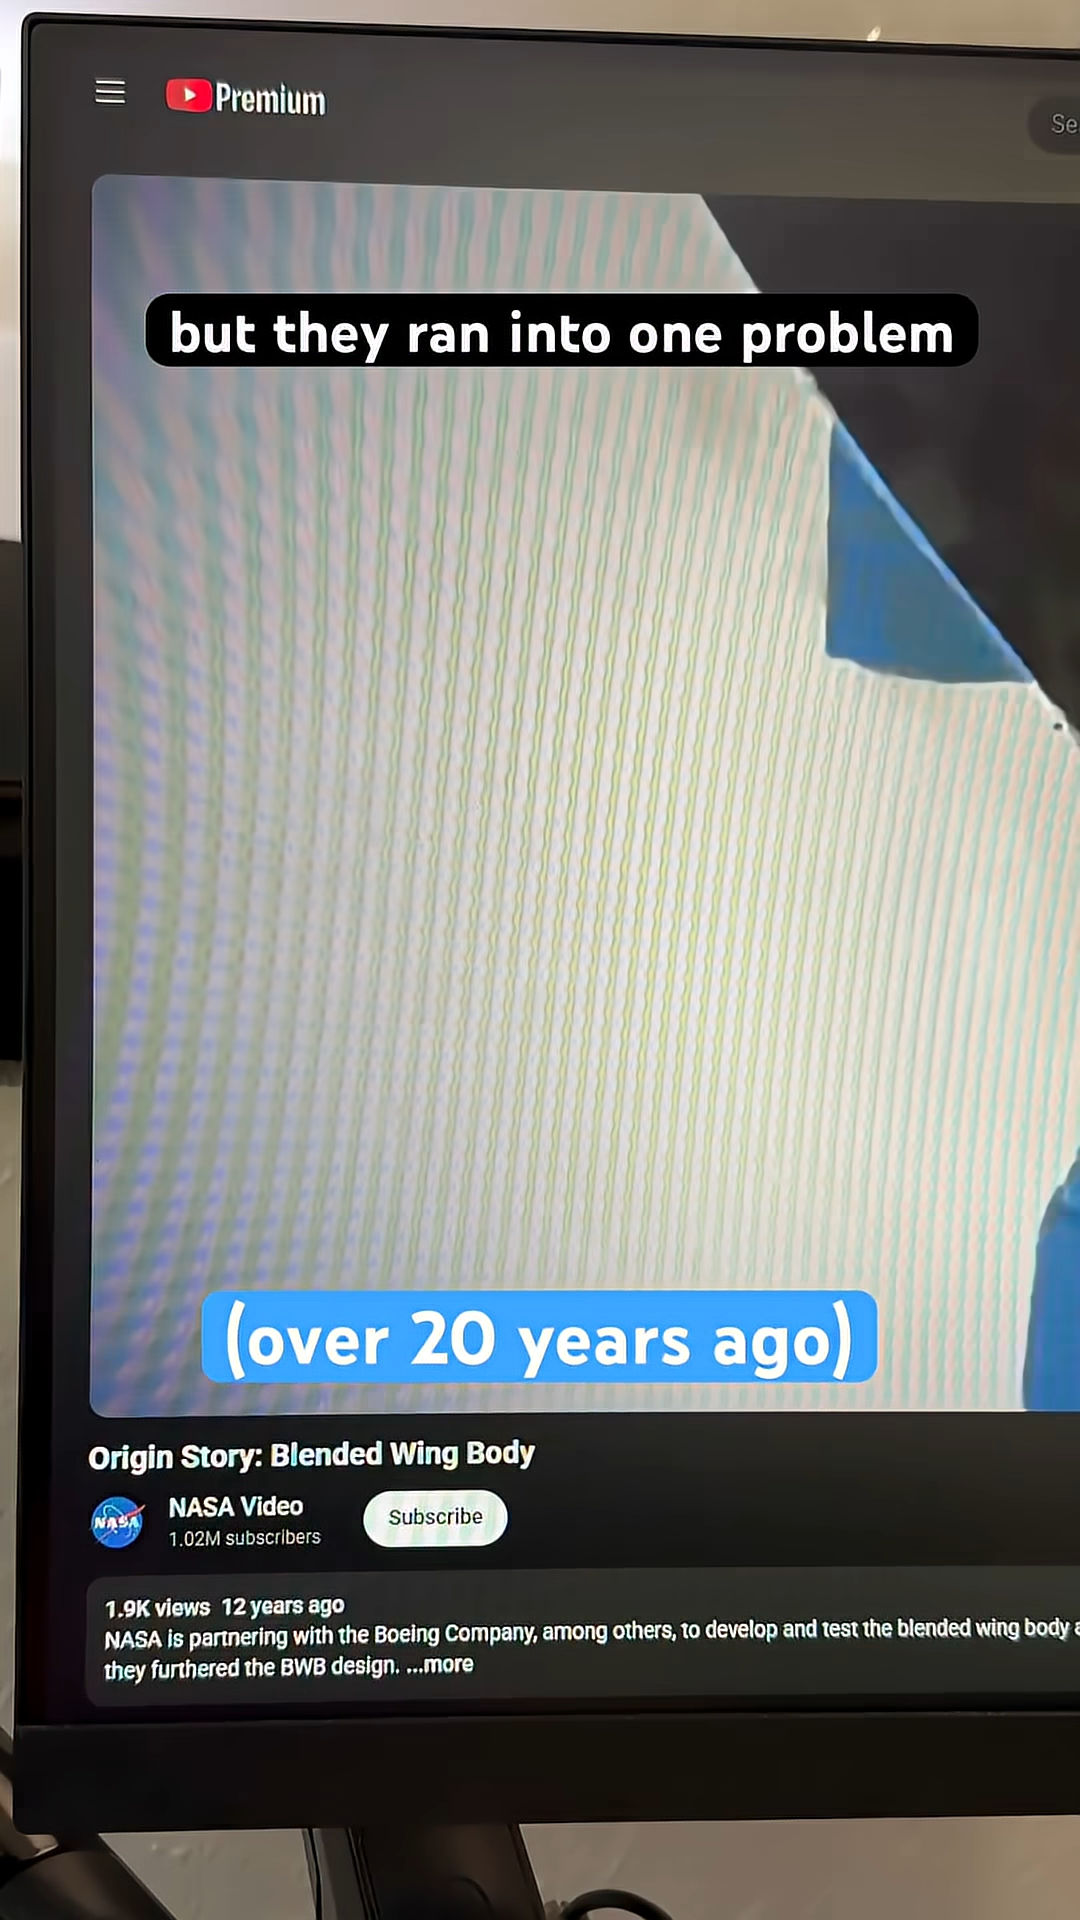 Premium
but they ran into one problem
(over 20 years ago)
Origin Story: Blended Wing Body
NASA
NASA Video
1.02M subscribers
Subscribe
1.9K views 12 years ago
NASA is partnering with the Boeing Company, among others, to develop and test the blended wing body
they furthered the BWB design. ...more